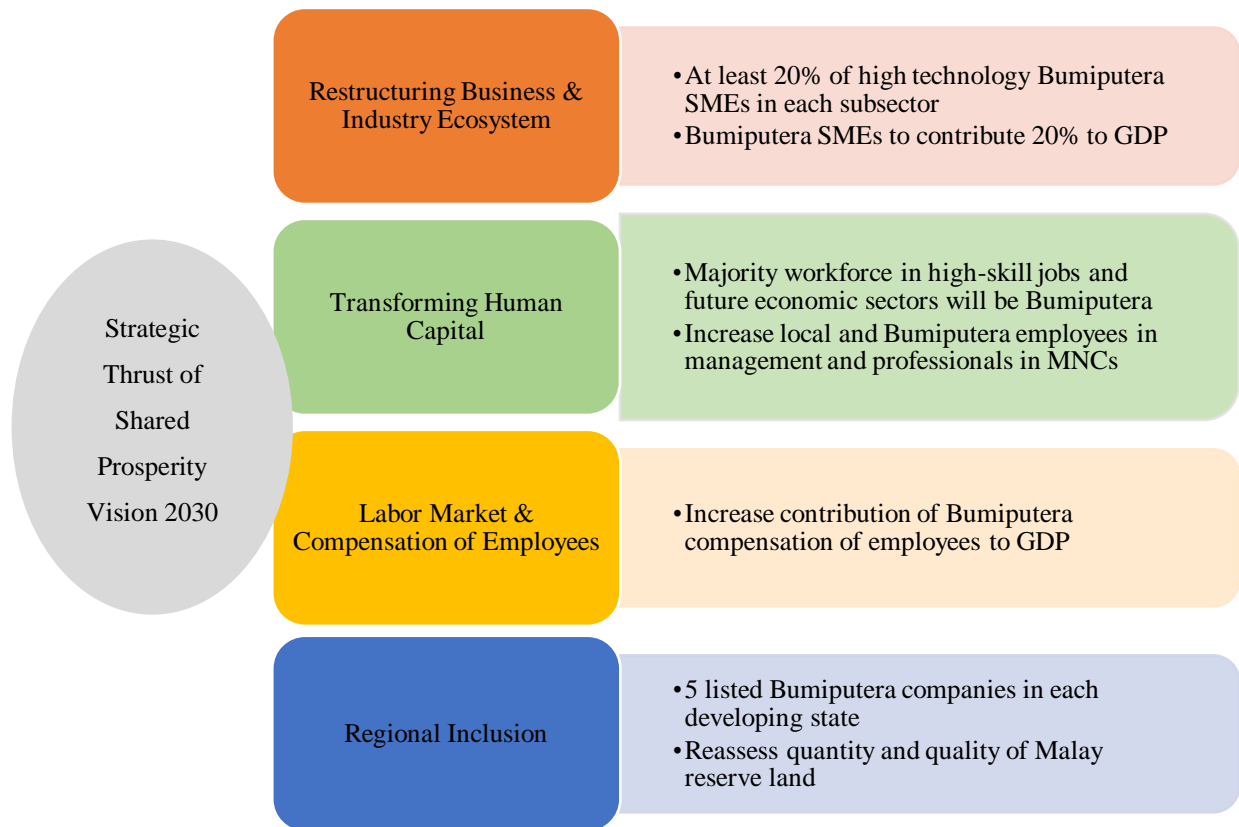 Strategic
Thrust of
Shared
Prosperity
Vision 2030
Restructuring Business &
Industry Ecosystem
•At least 20% of high technology Bumiputera
SMEs in each subsector
•Bumiputera SMEs to contribute 20% to GDP
Transforming Human
Capital
•Majority workforce in high-skill jobs and
future economic sectors will be Bumiputera
•Increase local and Bumiputera employees in
management and professionals in MNCs
Labor Market &
Compensation of Employees
•Increase contribution of Bumiputera
compensation of employees to GDP
Regional Inclusion
•5 listed Bumiputera companies in each
developing state
•Reassess quantity and quality of Malay
reserve land